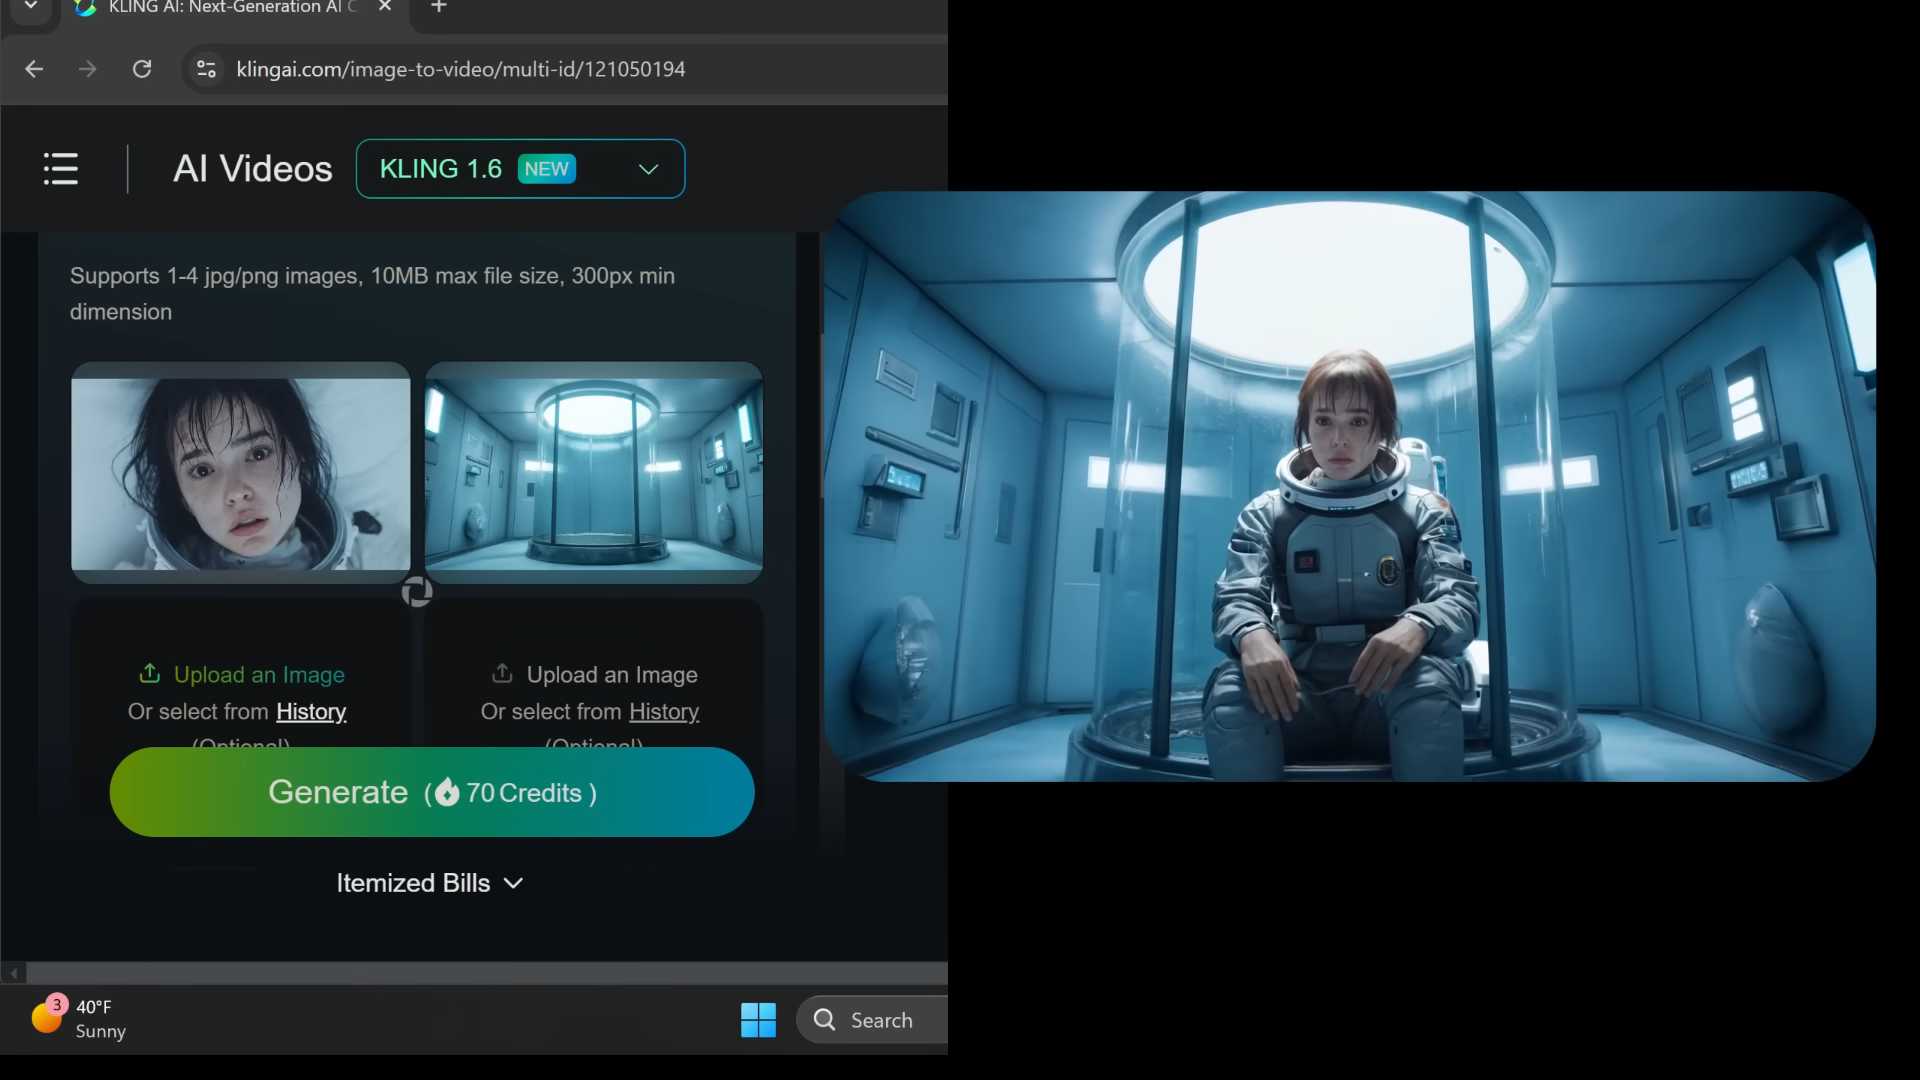 KLING AI: Next-Generation AI C
klingai.com/image-to-video/multi-id/121050194
AI Videos
KLING 1.6 NEW
Supports 1-4 jpg/png images, 10MB max file size, 300px min
dimension
Upload an Image
Or select from History
(Optional)
Upload an Image
Or select from History
(Optional)
Generate ( 70 Credits )
Itemized Bills
3
40°F
Sunny
Search